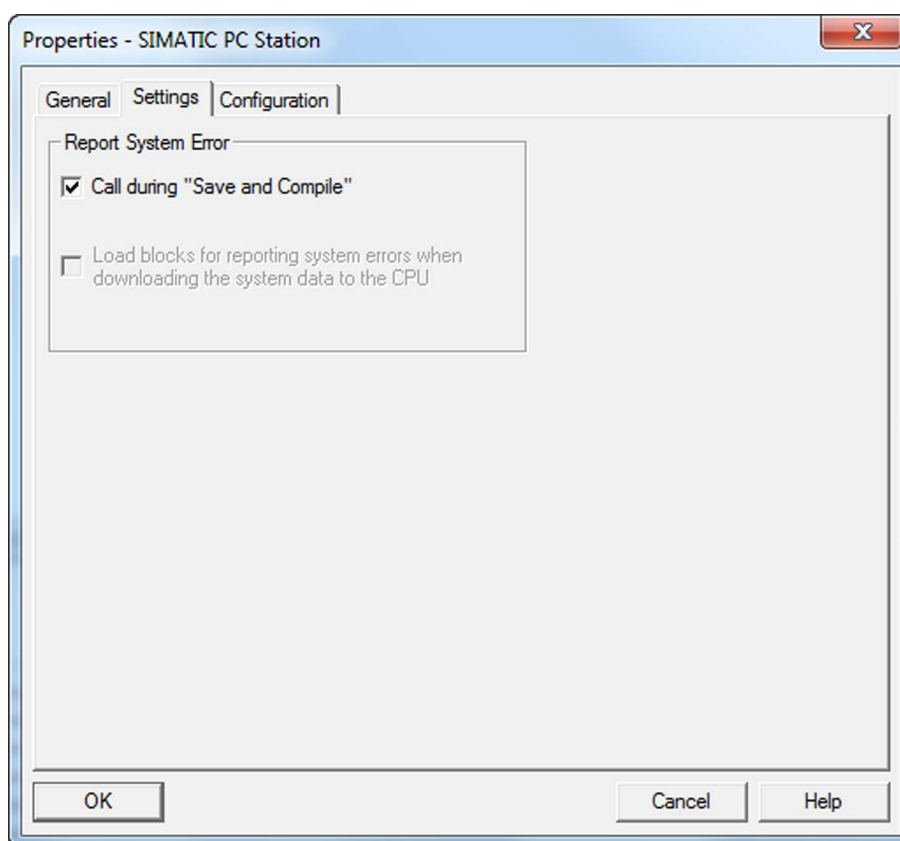 Properties - SIMATIC PC Station
General Settings Configuration
Report System Error
Call during "Save and Compile"
Load blocks for reporting system errors when
downloading the system data to the CPU
OK Cancel Help